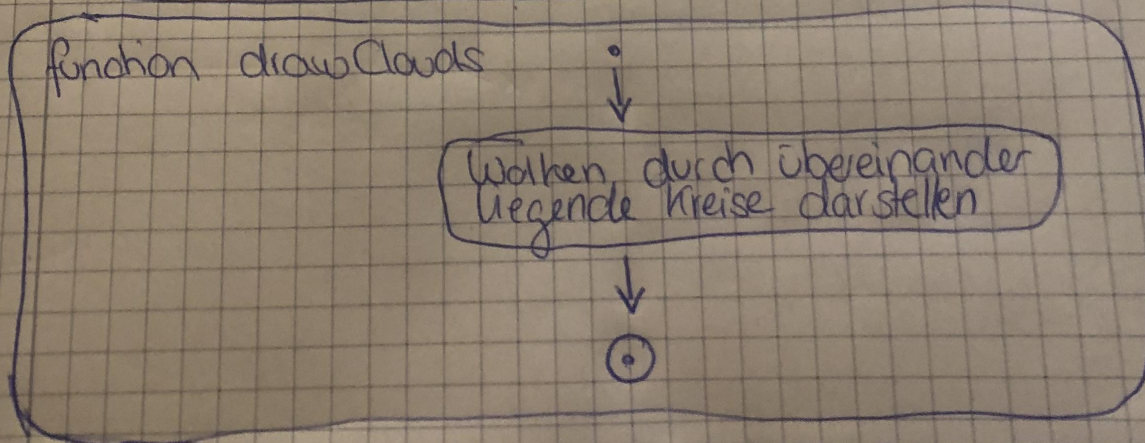 function drawClouds
Wolken durch übereinander
liegende Kreise darstellen